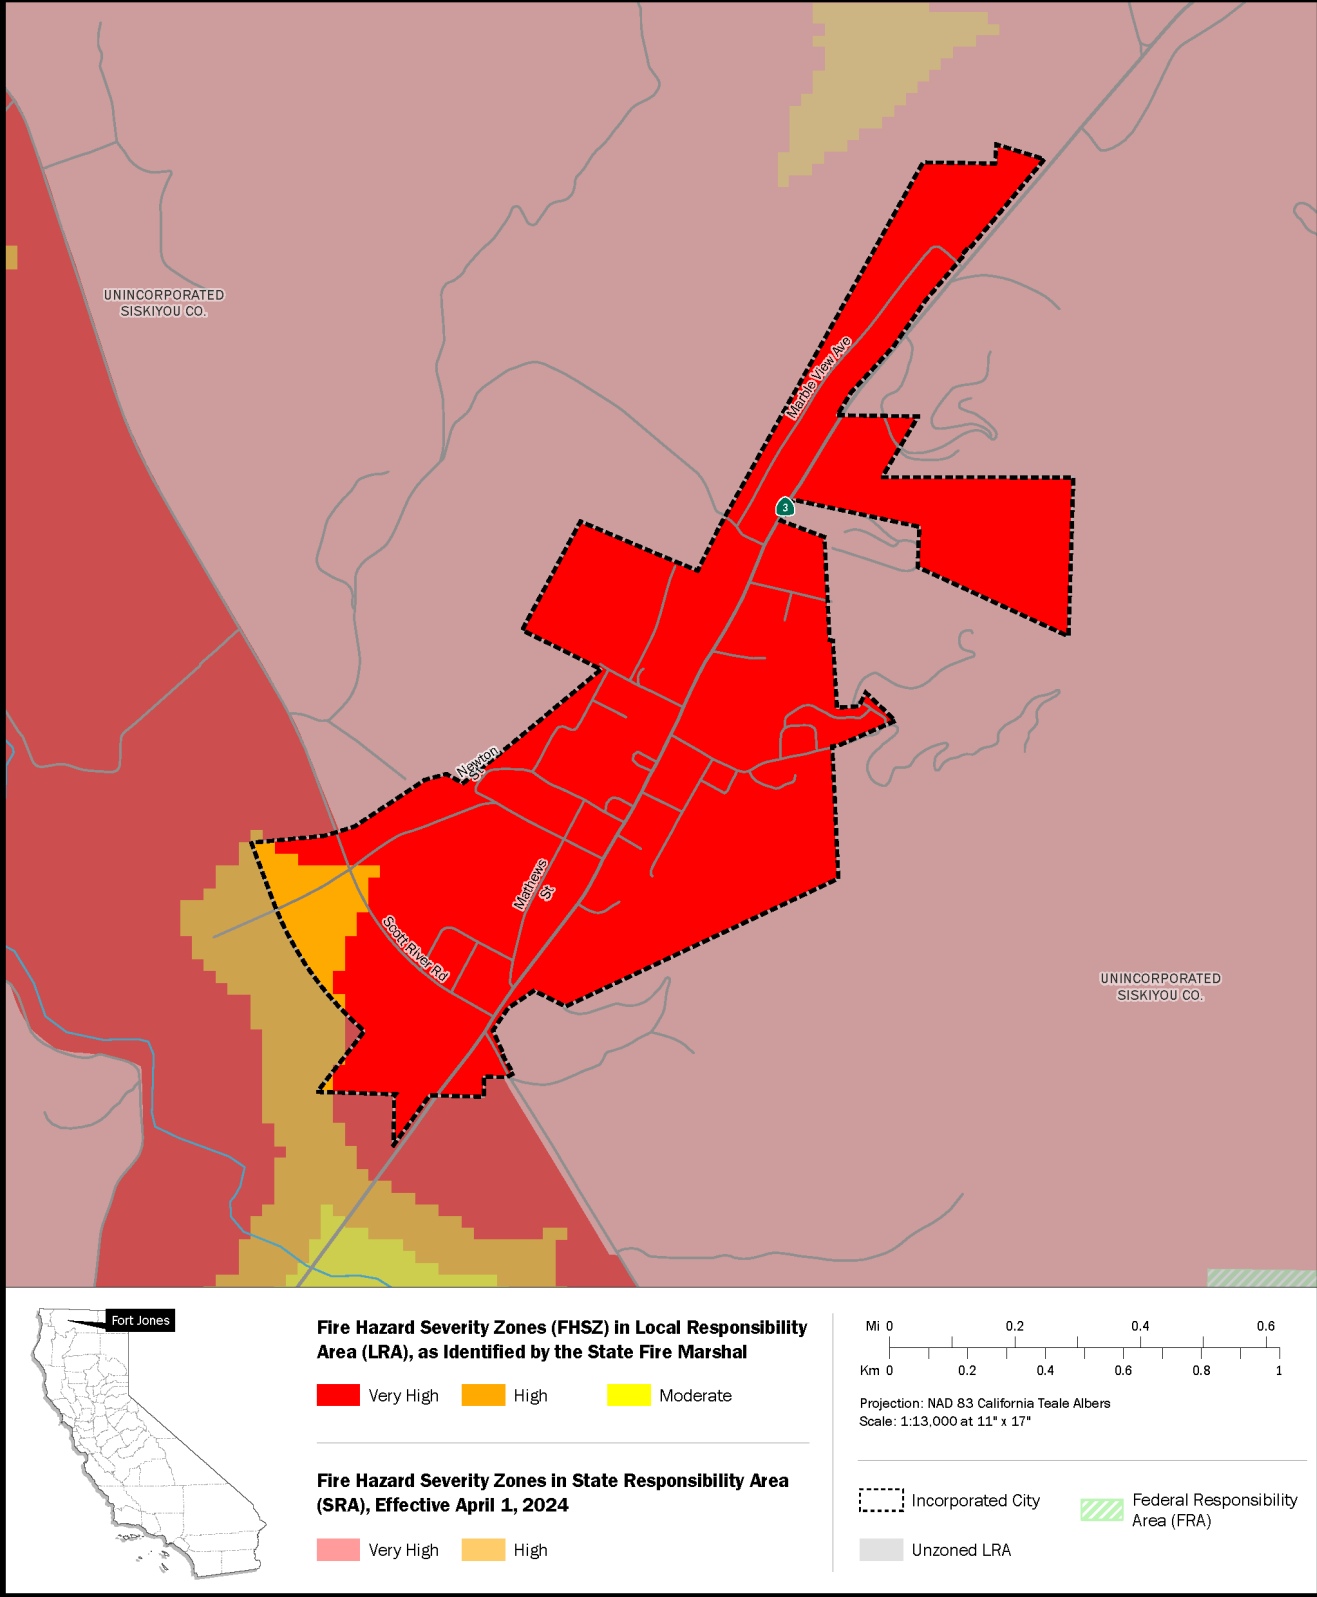 UNINCORPORATED
SISKIYOU CO.
Marble View Ave
3
Newton
St
Mathews
St
Scott River Rd
UNINCORPORATED
SISKIYOU CO.
Fort Jones
Fire Hazard Severity Zones (FHSZ) in Local Responsibility
Area (LRA), as Identified by the State Fire Marshal
Very High
High
Moderate
Fire Hazard Severity Zones in State Responsibility Area
(SRA), Effective April 1, 2024
Very High
High
Mi 0 0.2 0.4 0.6
Km 0 0.2 0.4 0.6 0.8 1
Projection: NAD 83 California Teale Albers
Scale: 1:13,000 at 11" x 17"
Incorporated City
Federal Responsibility
Area (FRA)
Unzoned LRA